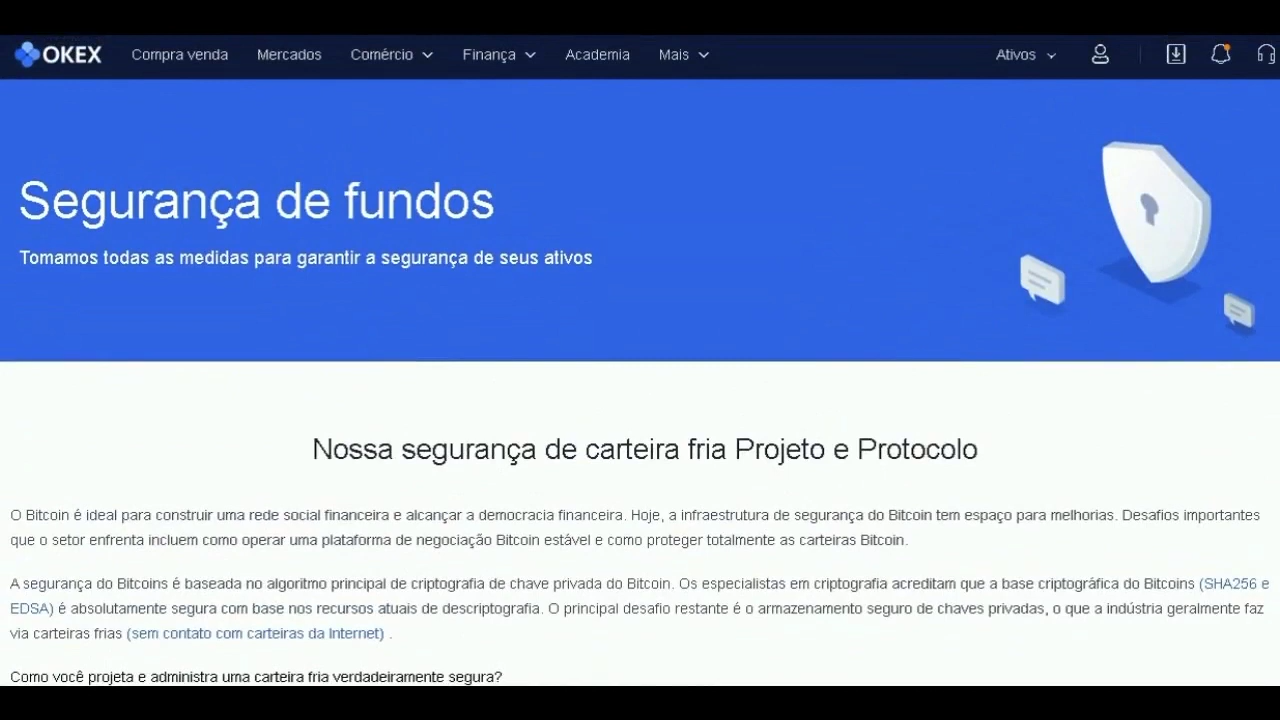 OKEX Compra venda Mercados Comércio Finança Academia Mais Ativos
Segurança de fundos
Tomamos todas as medidas para garantir a segurança de seus ativos
Nossa segurança de carteira fria Projeto e Protocolo
O Bitcoin é ideal para construir uma rede social financeira e alcançar a democracia financeira. Hoje, a infraestrutura de segurança do Bitcoin tem espaço para melhorias. Desafios importantes
que o setor enfrenta incluem como operar uma plataforma de negociação Bitcoin estável e como proteger totalmente as carteiras Bitcoin.
A segurança do Bitcoins é baseada no algoritmo principal de criptografia de chave privada do Bitcoin. Os especialistas em criptografia acreditam que a base criptográfica do Bitcoins (SHA256 e
EDSA) é absolutamente segura com base nos recursos atuais de descriptografia. O principal desafio restante é o armazenamento seguro de chaves privadas, o que a indústria geralmente faz
via carteiras frias (sem contato com carteiras da Internet) .
Como você projeta e administra uma carteira fria verdadeiramente segura?